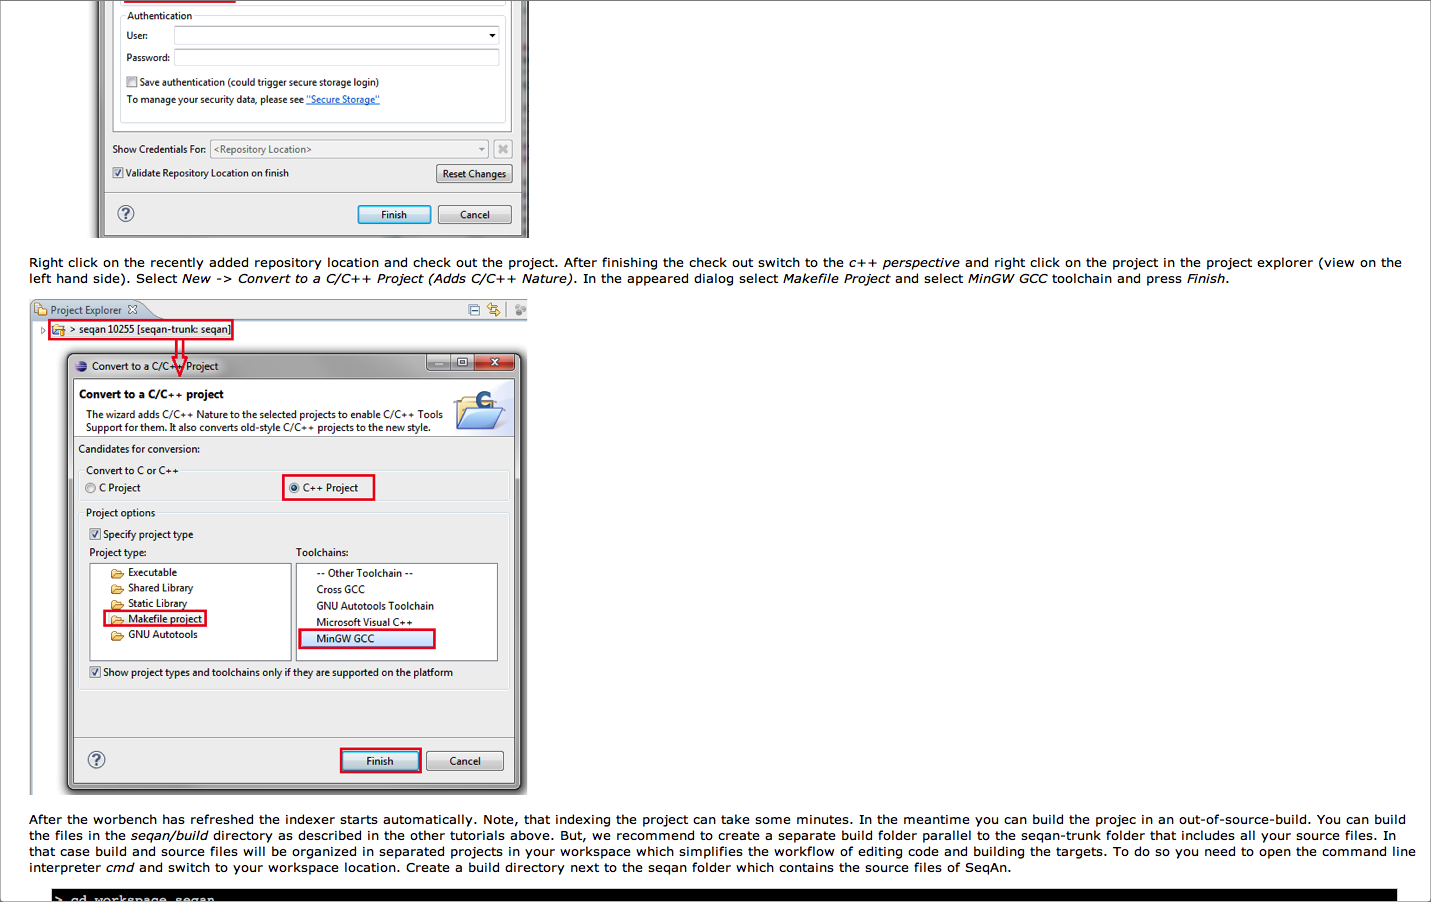 Authentication
User:
Password:
Save authentication (could trigger secure storage login)
To manage your security data, please see "Secure Storage"
Show Credentials For: <Repository Location>
Validate Repository Location on finish
Reset Changes
Finish Cancel
Right click on the recently added repository location and check out the project. After finishing the check out switch to the c++ perspective and right click on the project in the project explorer (view on the
left hand side). Select New -> Convert to a C/C++ Project (Adds C/C++ Nature). In the appeared dialog select Makefile Project and select MinGW GCC toolchain and press Finish.
Project Explorer
> seqan 10255 [seqan-trunk: seqan]
Convert to a C/C++ Project
Convert to a C/C++ project
The wizard adds C/C++ Nature to the selected projects to enable C/C++ Tools
Support for them. It also converts old-style C/C++ projects to the new style.
Candidates for conversion:
Convert to C or C++
C Project C++ Project
Project options
Specify project type
Project type: Toolchains:
Executable -- Other Toolchain --
Shared Library Cross GCC
Static Library GNU Autotools Toolchain
Makefile project Microsoft Visual C++
GNU Autotools MinGW GCC
Show project types and toolchains only if they are supported on the platform
Finish Cancel
After the worbench has refreshed the indexer starts automatically. Note, that indexing the project can take some minutes. In the meantime you can build the projec in an out-of-source-build. You can build
the files in the seqan/build directory as described in the other tutorials above. But, we recommend to create a separate build folder parallel to the seqan-trunk folder that includes all your source files. In
that case build and source files will be organized in separated projects in your workspace which simplifies the workflow of editing code and building the targets. To do so you need to open the command line
interpreter cmd and switch to your workspace location. Create a build directory next to the seqan folder which contains the source files of SeqAn.
> cd workspace seqan